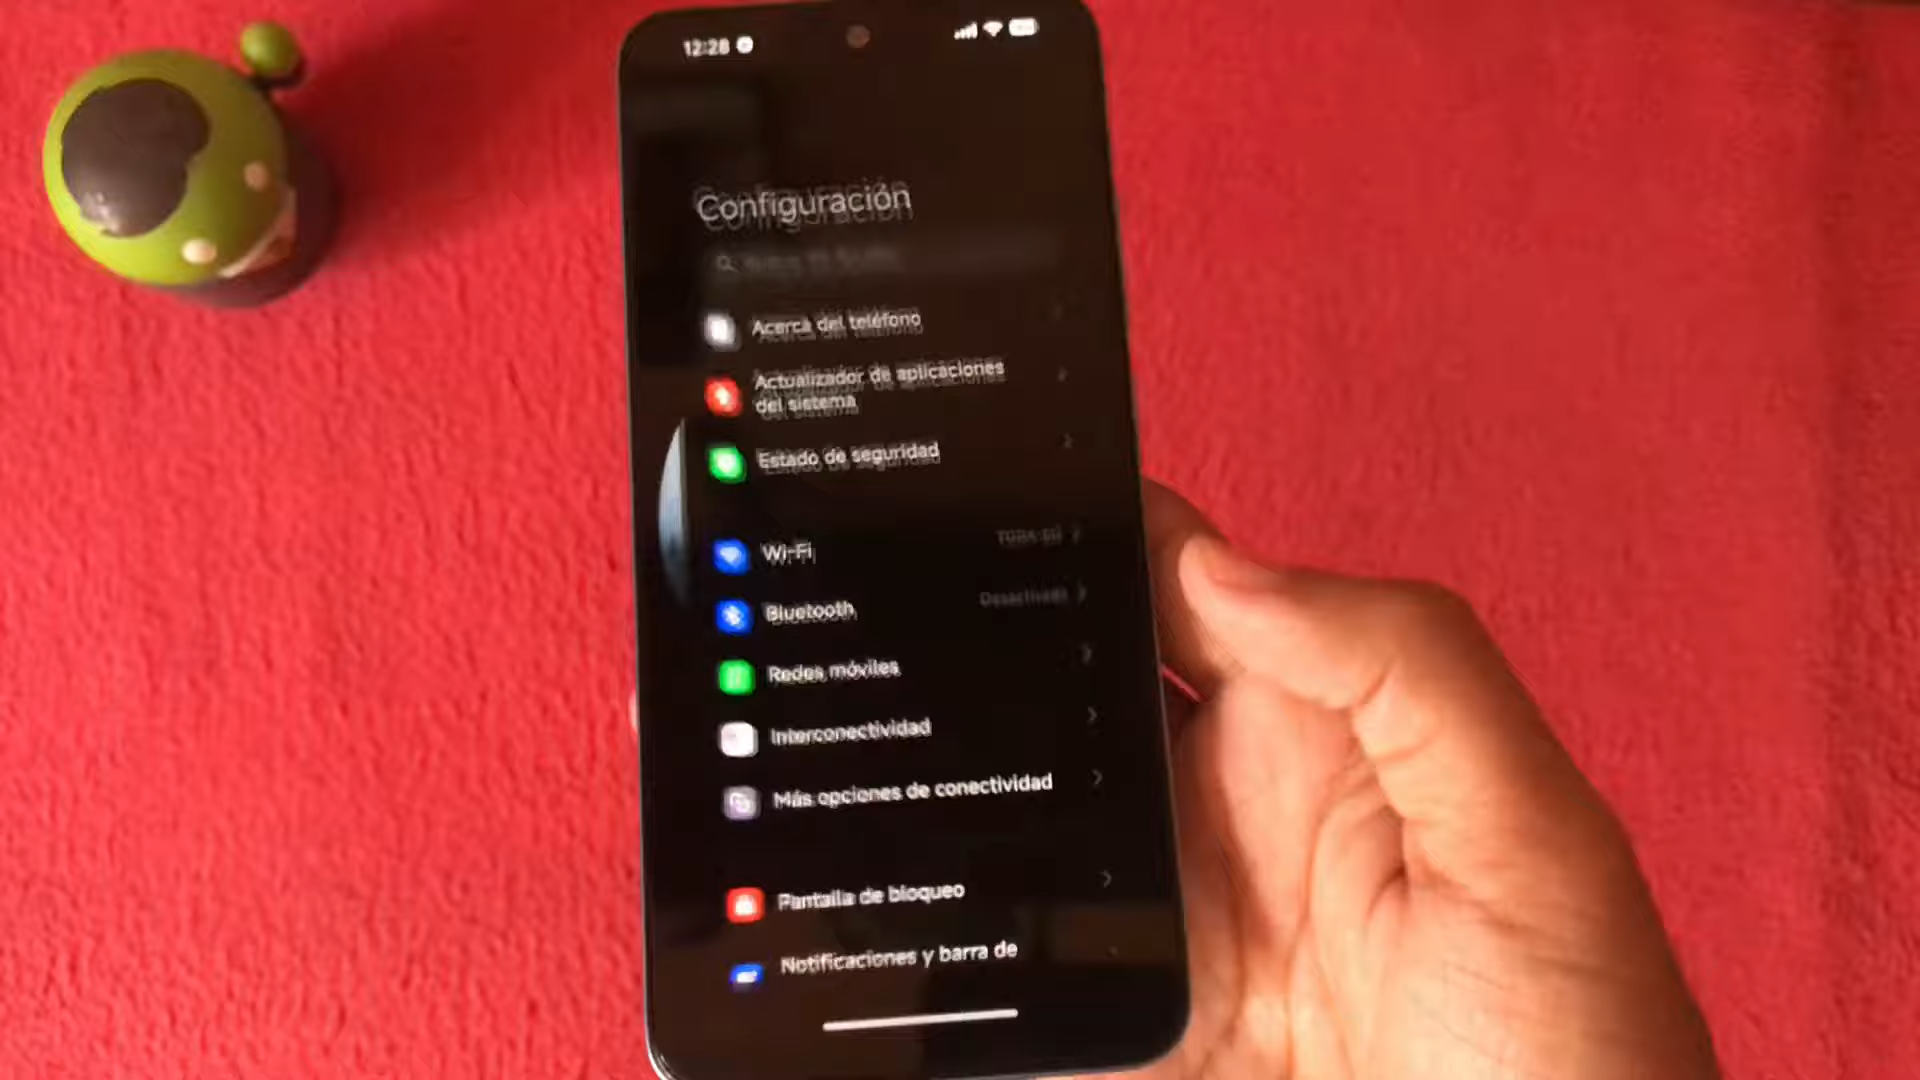 12:28
Configuración
Acerca del teléfono
Actualizador de aplicaciones
del sistema
Estado de seguridad
Wi-Fi
Bluetooth
Desactivado
Redes móviles
Interconectividad
Más opciones de conectividad
Pantalla de bloqueo
Notificaciones y barra de